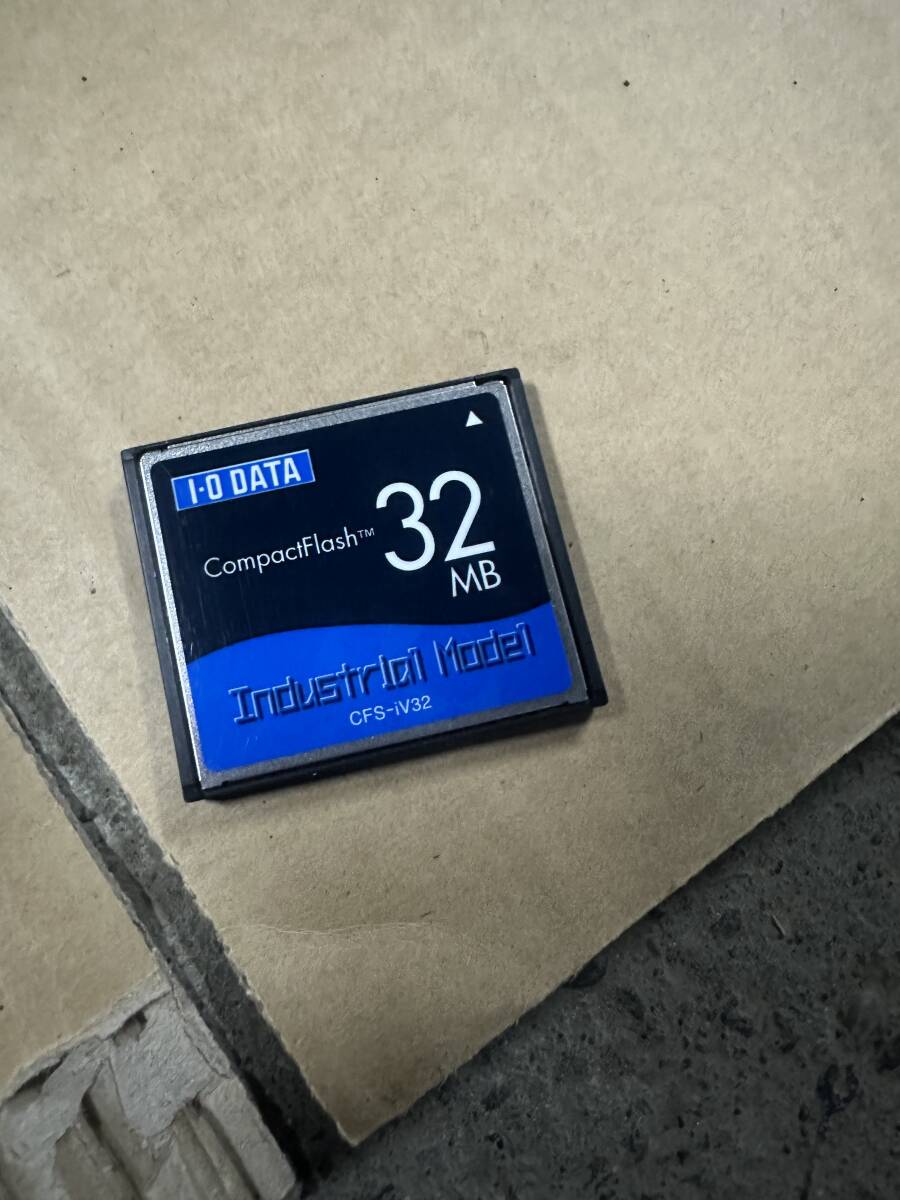 I-O DATA
CompactFlash™ 32
MB
Industrial Model
CFS-iV32